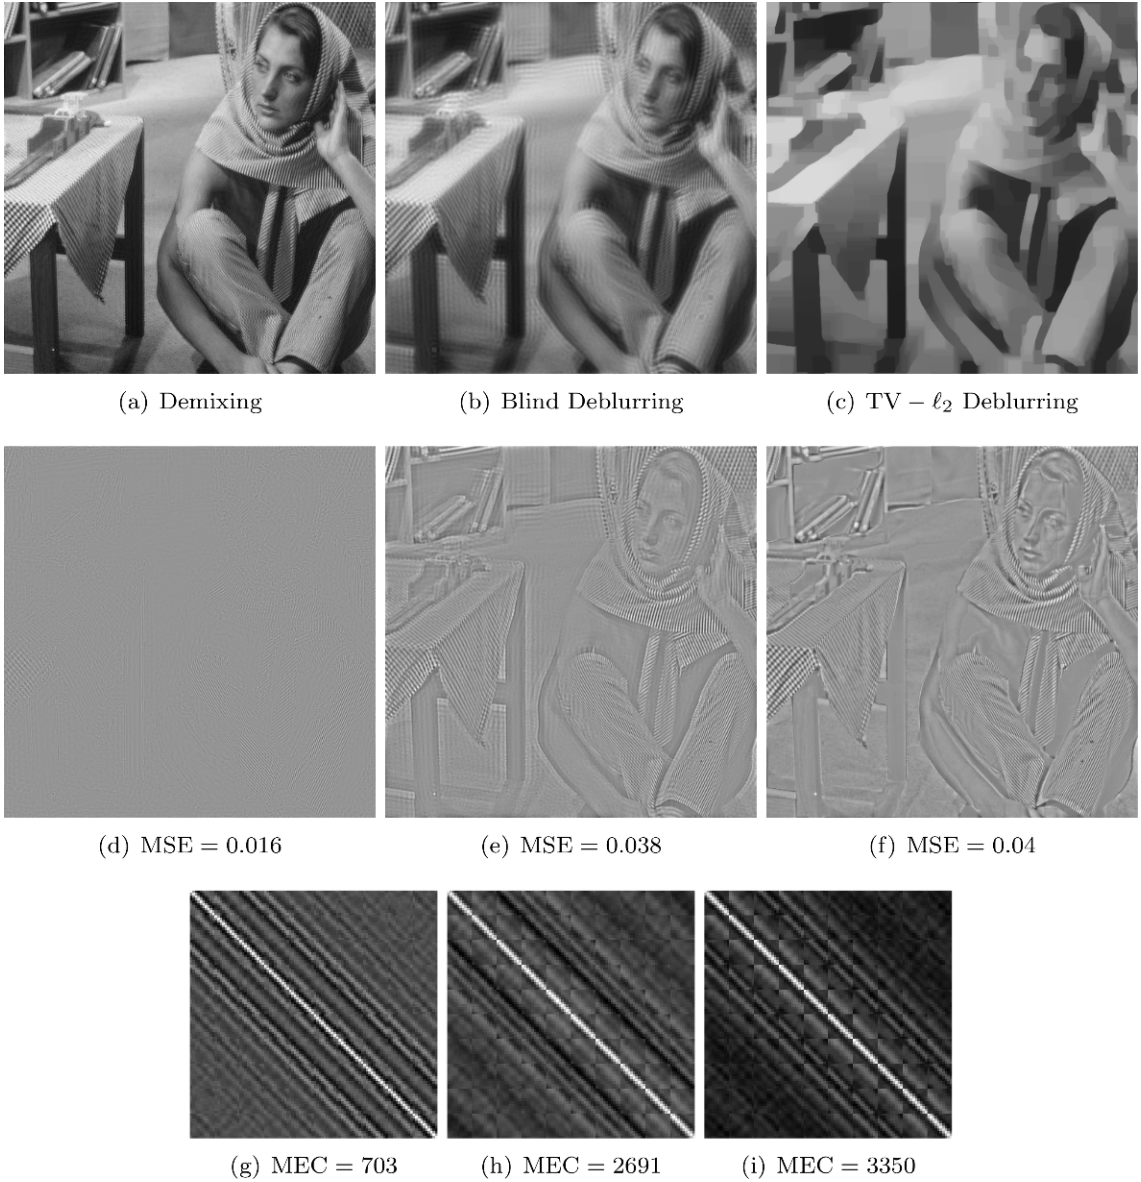 (a) Demixing
(b) Blind Deblurring
(c) TV − ℓ₂ Deblurring
(d) MSE = 0.016
(e) MSE = 0.038
(f) MSE = 0.04
(g) MEC = 703
(h) MEC = 2691
(i) MEC = 3350